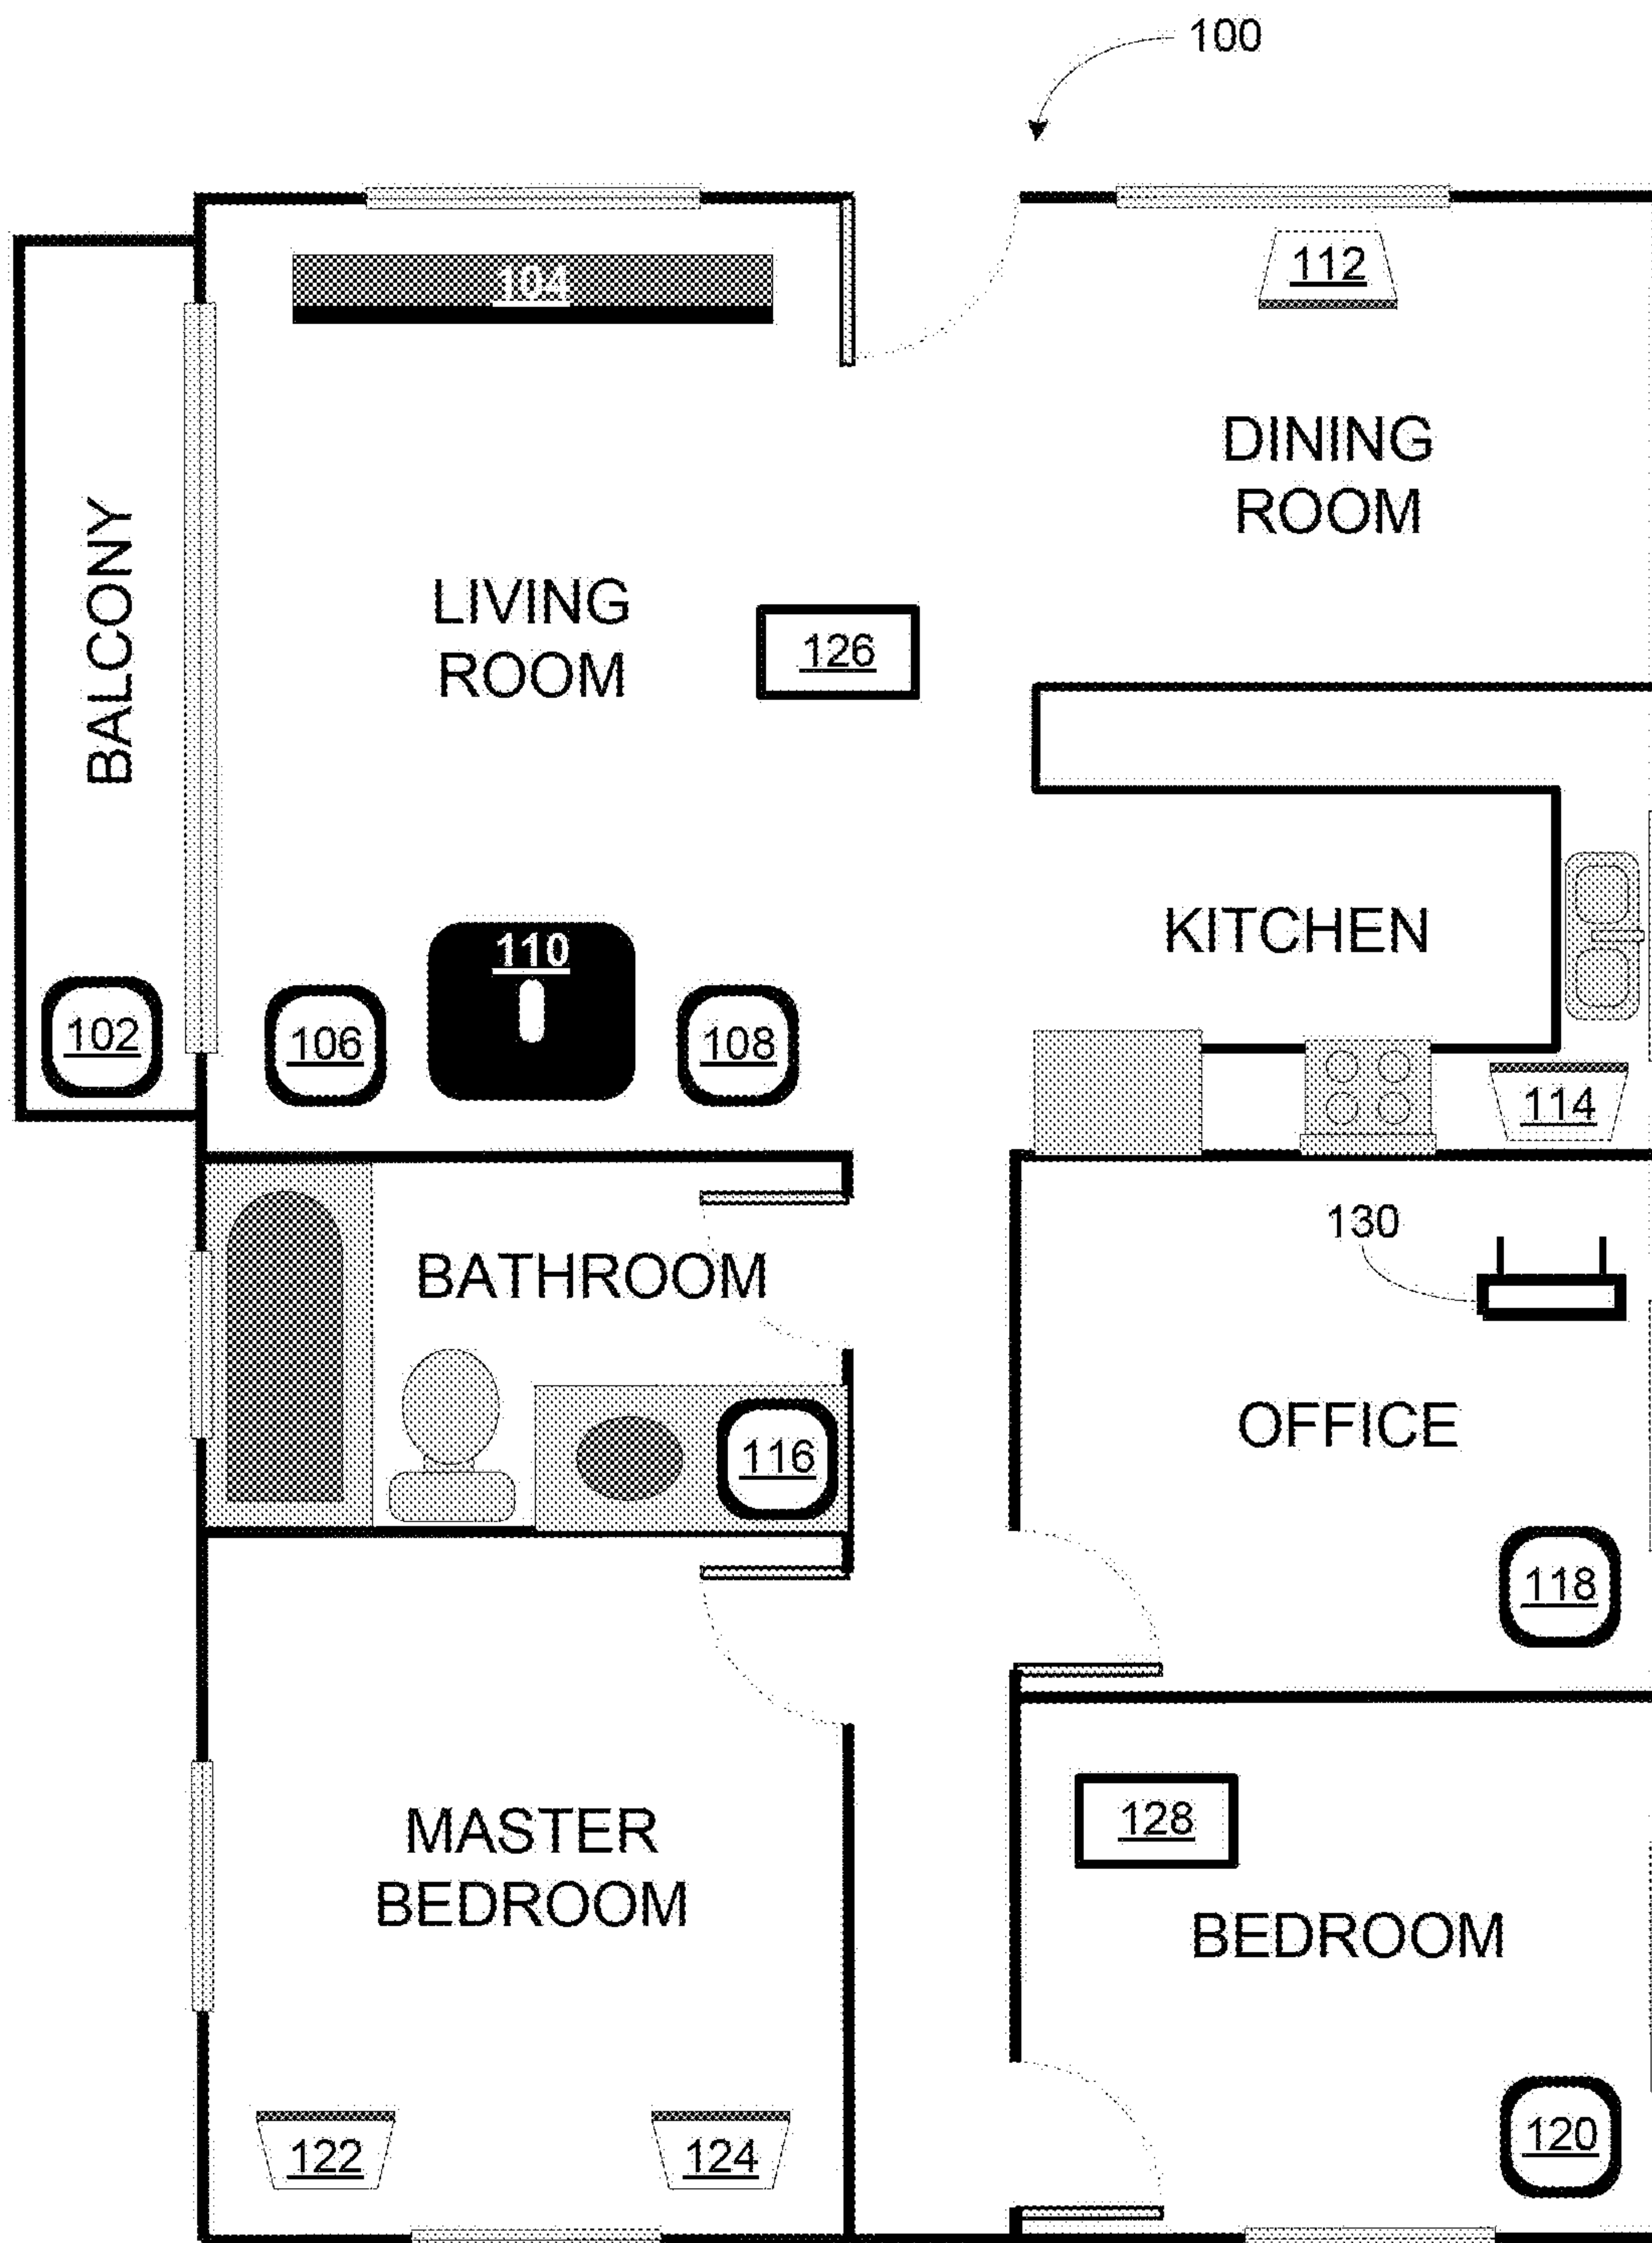 100
104
112
DINING
ROOM
BALCONY
LIVING
ROOM
126
KITCHEN
110
102
106
108
114
130
BATHROOM
OFFICE
116
118
128
MASTER
BEDROOM
BEDROOM
122
124
120